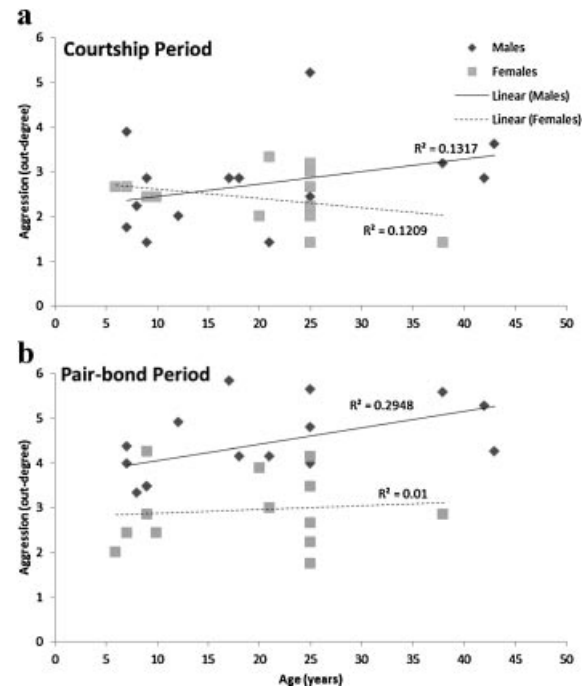 a
Courtship Period
Males
Females
Linear (Males)
Linear (Females)
Aggression (out-degree)
6
5
4
3
2
1
0
R² = 0.1317
R² = 0.1209
0 5 10 15 20 25 30 35 40 45 50
b
Pair-bond Period
Aggression (out-degree)
6
5
4
3
2
1
0
R² = 0.2948
R² = 0.01
0 5 10 15 20 25 30 35 40 45 50
Age (years)